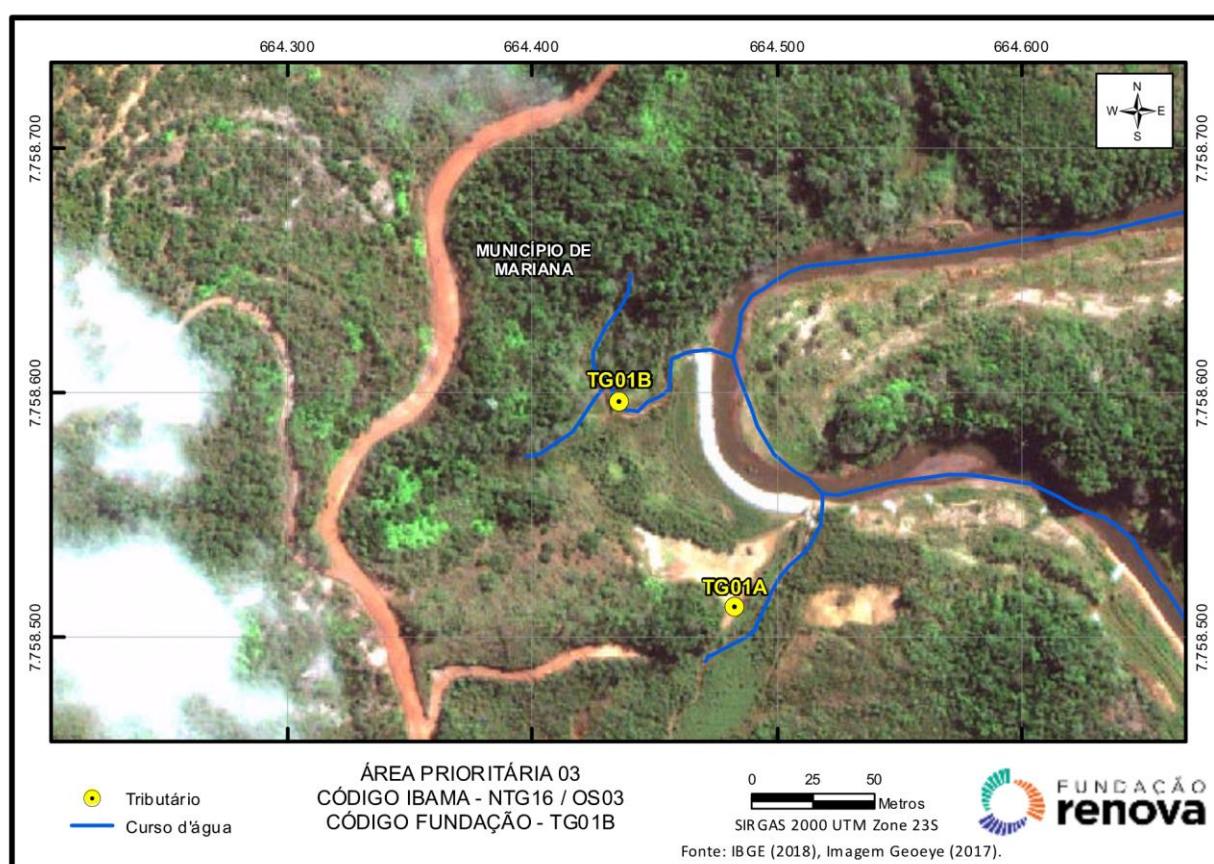 664.300 664.400 664.500 664.600
N
W E
S
7.758.700 7.758.700
MUNICÍPIO DE
MARIANA
7.758.600 7.758.600
TG01B
TG01A
7.758.500 7.758.500
Tributário
Curso d'água
ÁREA PRIORITÁRIA 03
CÓDIGO IBAMA - NTG16 / OS03
CÓDIGO FUNDAÇÃO - TG01B
0 25 50
Metros
SIRGAS 2000 UTM Zone 23S
FUNDAÇÃO
renova
Fonte: IBGE (2018), Imagem Geoeye (2017).